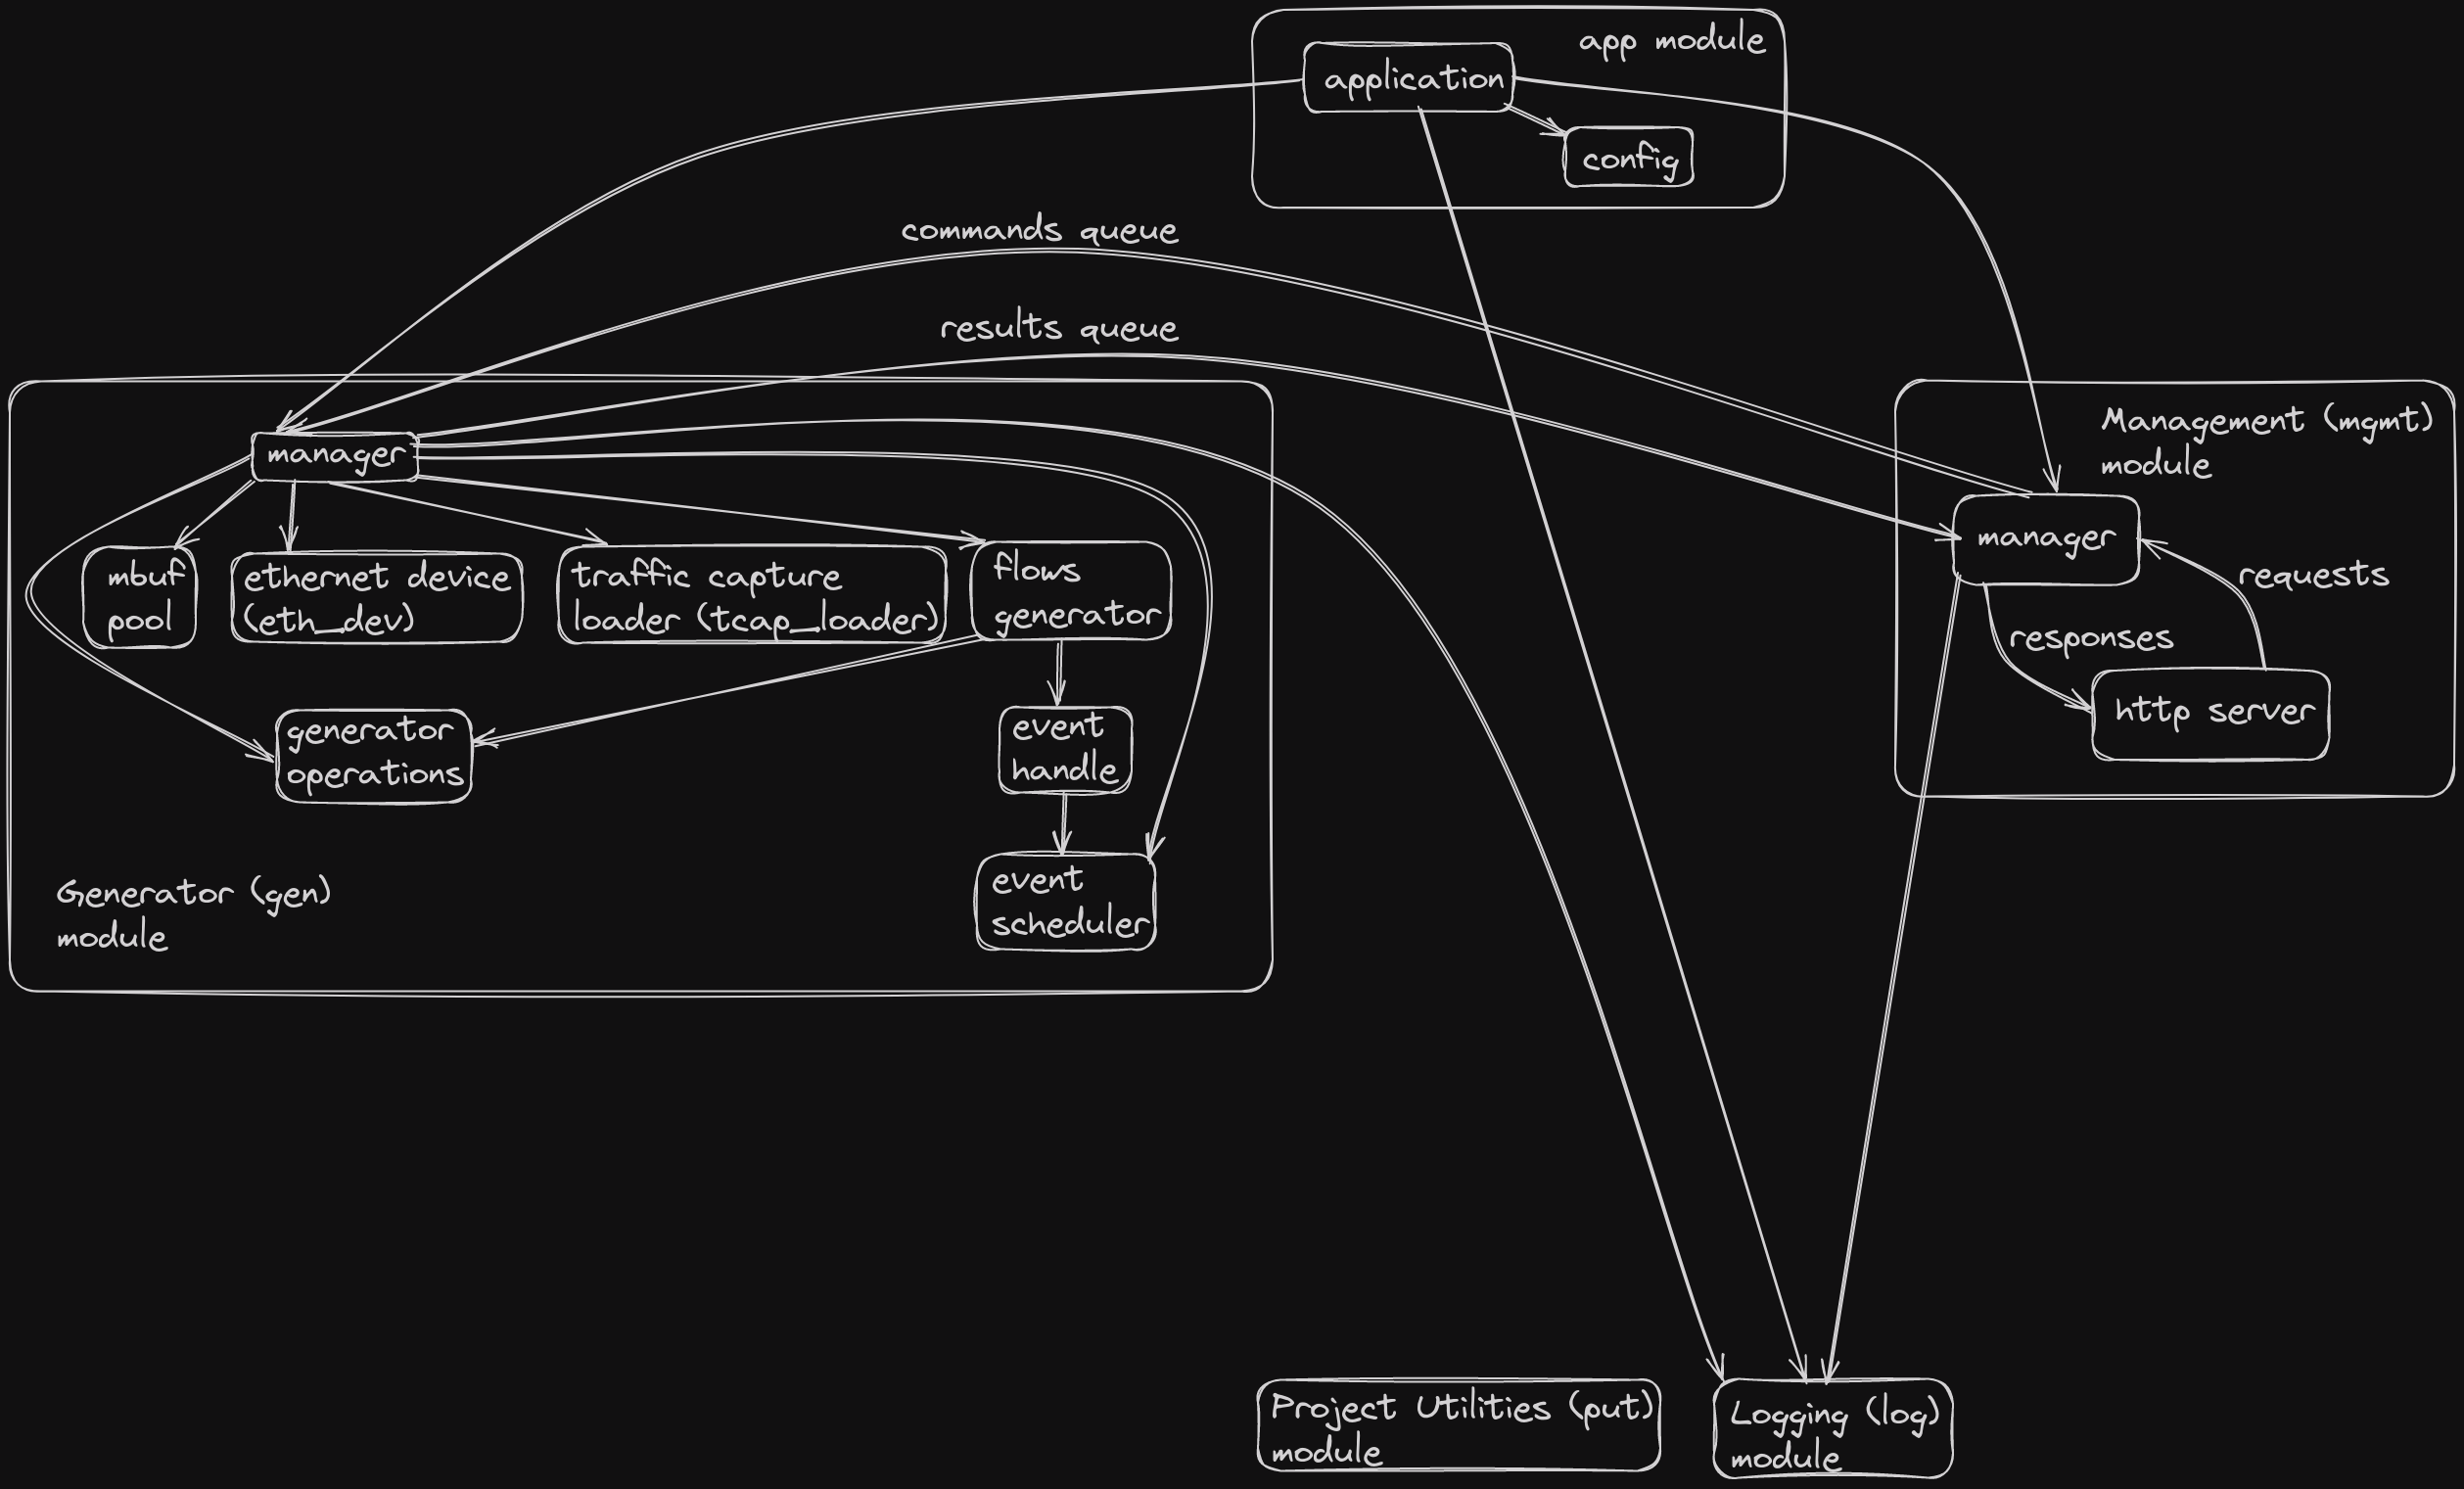 app module
application
config
commands queue
results queue
Management (mgmt)
module
manager
manager
requests
mbuf
pool
ethernet device
(eth_dev)
traffic capture
loader (tcap_loader)
flows
generator
responses
http server
generator
operations
event
handle
event
scheduler
Generator (gen)
module
Project Utilities (put)
module
Logging (log)
module